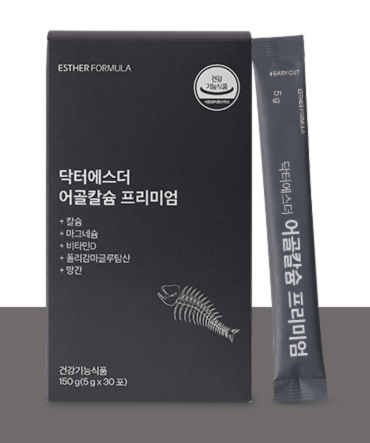 ESTHER FORMULA
건강
기능식품
닥터에스더
어골칼슘 프리미엄
+ 칼슘
+ 마그네슘
+ 비타민D
+ 폴리감마글루탐산
+ 망간
건강기능식품
150 g(5 g x 30 포)
EASY CUT
ESTHER FORMULA
5g
닥터에스더
어골칼슘 프리미엄